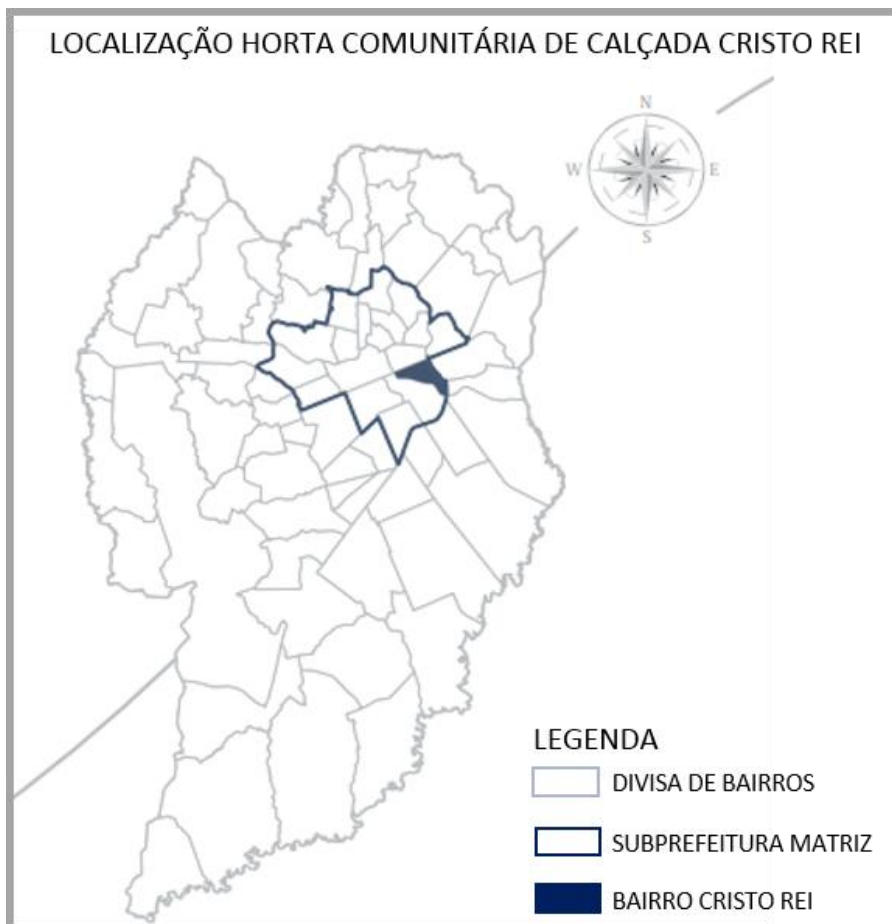 LOCALIZAÇÃO HORTA COMUNITÁRIA DE CALÇADA CRISTO REI
N
W E
S
LEGENDA
DIVISA DE BAIRROS
SUBPREFEITURA MATRIZ
BAIRRO CRISTO REI